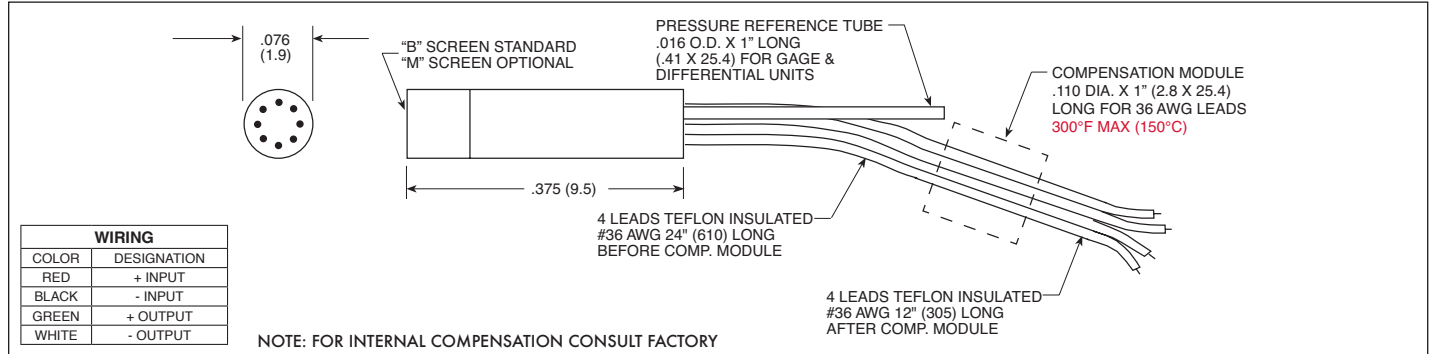 .076
(1.9)
“B” SCREEN STANDARD
“M” SCREEN OPTIONAL
PRESSURE REFERENCE TUBE
.016 O.D. X 1” LONG
(.41 X 25.4) FOR GAGE &
DIFFERENTIAL UNITS
COMPENSATION MODULE
.110 DIA. X 1” (2.8 X 25.4)
LONG FOR 36 AWG LEADS
300°F MAX (150°C)
.375 (9.5)
4 LEADS TEFLON INSULATED
#36 AWG 24" (610) LONG
BEFORE COMP. MODULE
4 LEADS TEFLON INSULATED
#36 AWG 12" (305) LONG
AFTER COMP. MODULE
WIRING
COLOR DESIGNATION
RED + INPUT
BLACK - INPUT
GREEN + OUTPUT
WHITE - OUTPUT
NOTE: FOR INTERNAL COMPENSATION CONSULT FACTORY